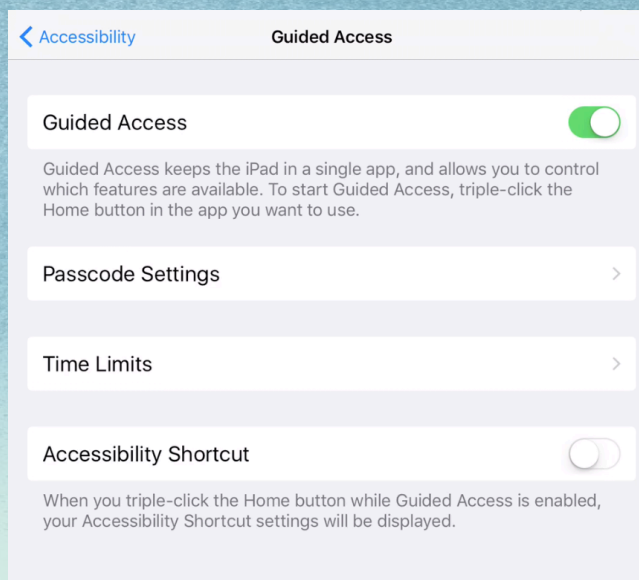 Accessibility
Guided Access
Guided Access
Guided Access keeps the iPad in a single app, and allows you to control
which features are available. To start Guided Access, triple-click the
Home button in the app you want to use.
Passcode Settings
Time Limits
Accessibility Shortcut
When you triple-click the Home button while Guided Access is enabled,
your Accessibility Shortcut settings will be displayed.